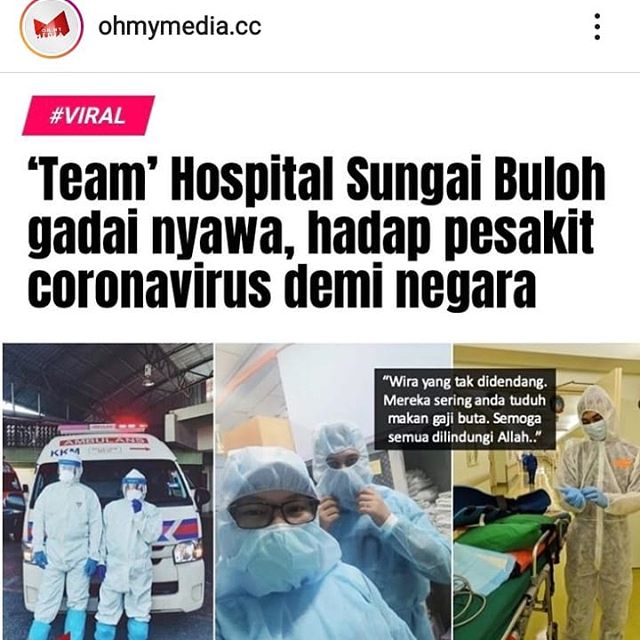 ohmymedia.cc
#VIRAL
‘Team’ Hospital Sungai Buloh
gadai nyawa, hadap pesakit
coronavirus demi negara
“Wira yang tak didendang.
Mereka sering anda tuduh
makan gaji buta. Semoga
semua dilindungi Allah..”
AMBULANS
KKM